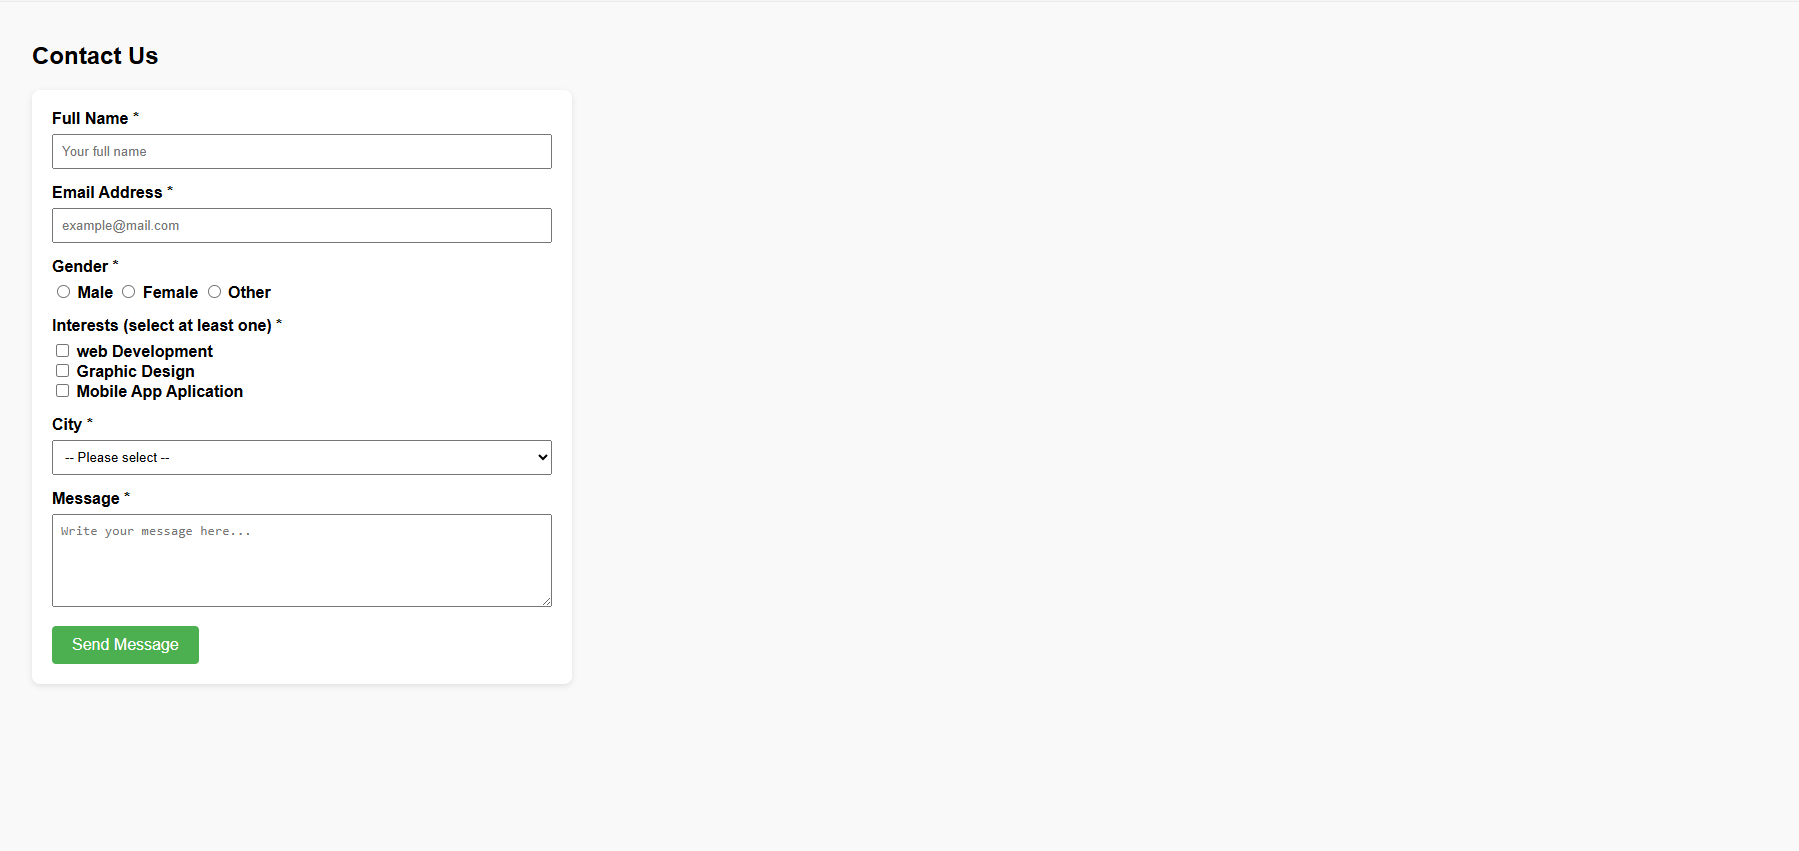 Contact Us
Full Name *
Your full name
Email Address *
example@mail.com
Gender *
Male Female Other
Interests (select at least one) *
web Development
Graphic Design
Mobile App Aplication
City *
-- Please select --
Message *
Write your message here...
Send Message